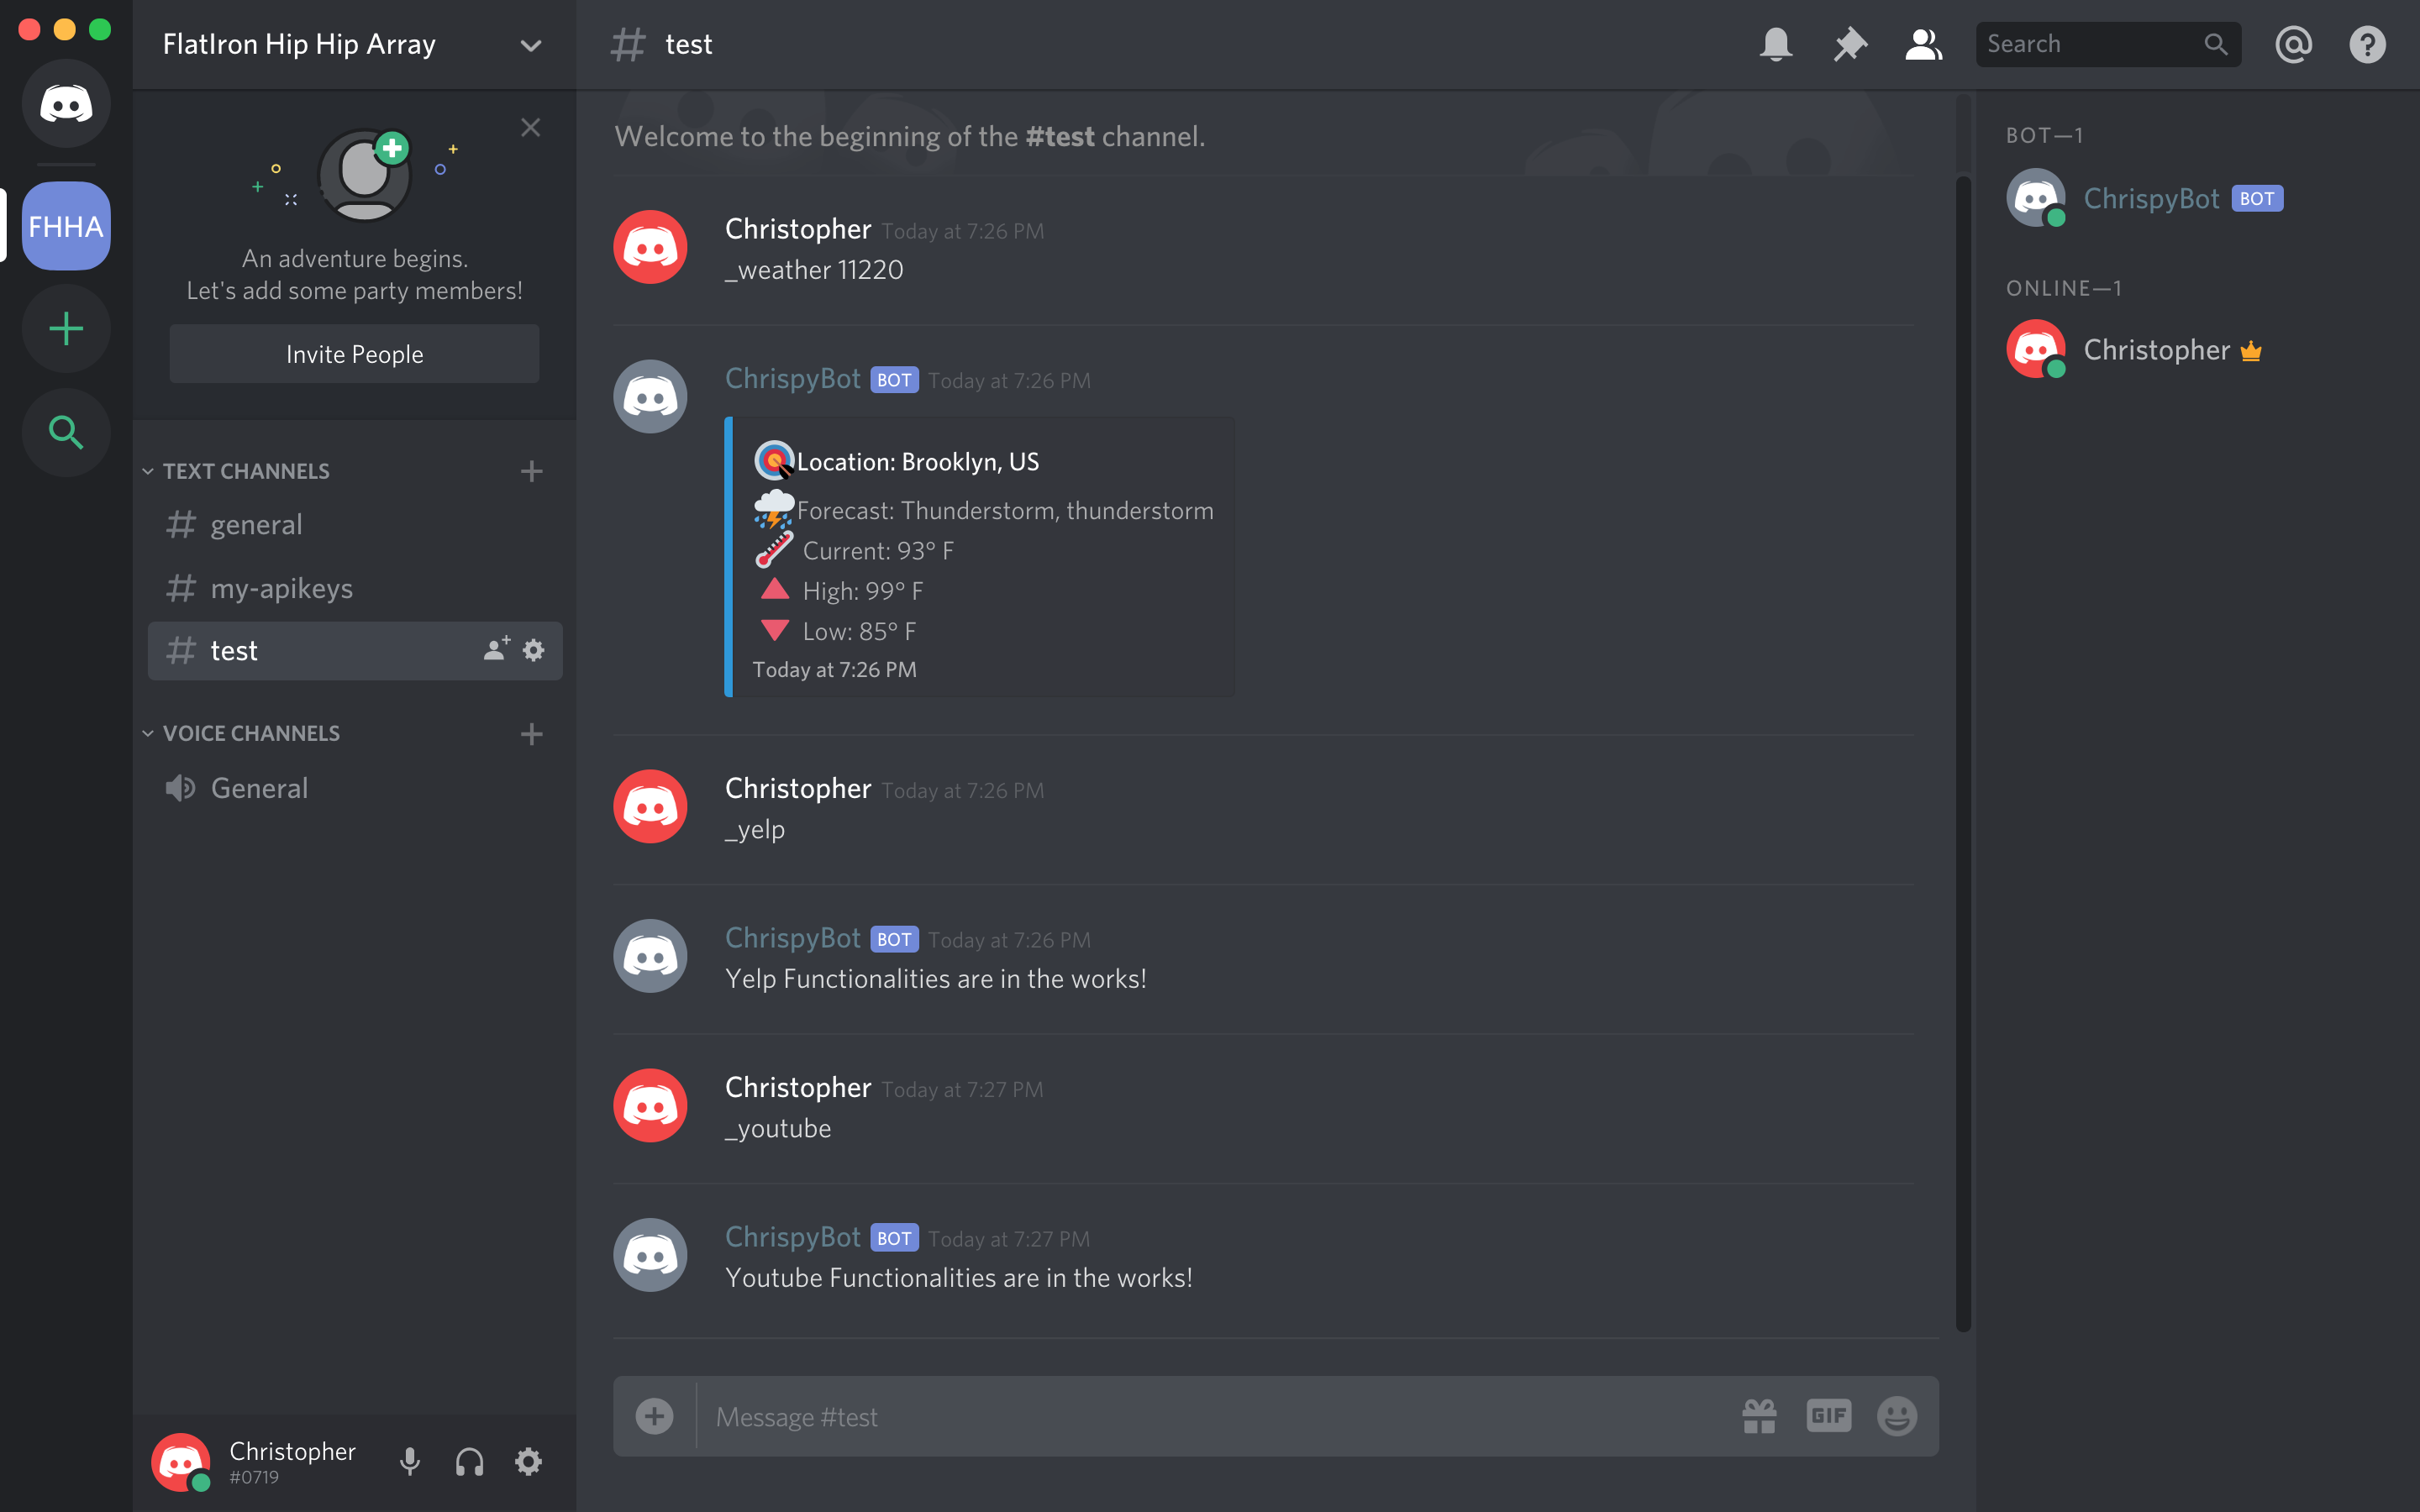 FlatIron Hip Hip Array
FHHA
An adventure begins.
Let's add some party members!
Invite People
TEXT CHANNELS
general
my-apikeys
test
VOICE CHANNELS
General
Christopher
#0719
# test
Search
Welcome to the beginning of the #test channel.
Christopher Today at 7:26 PM
_weather 11220
ChrispyBot BOT Today at 7:26 PM
Location: Brooklyn, US
Forecast: Thunderstorm, thunderstorm
Current: 93° F
High: 99° F
Low: 85° F
Today at 7:26 PM
Christopher Today at 7:26 PM
_yelp
ChrispyBot BOT Today at 7:26 PM
Yelp Functionalities are in the works!
Christopher Today at 7:27 PM
_youtube
ChrispyBot BOT Today at 7:27 PM
Youtube Functionalities are in the works!
Message #test
GIF
BOT—1
ChrispyBot BOT
ONLINE—1
Christopher